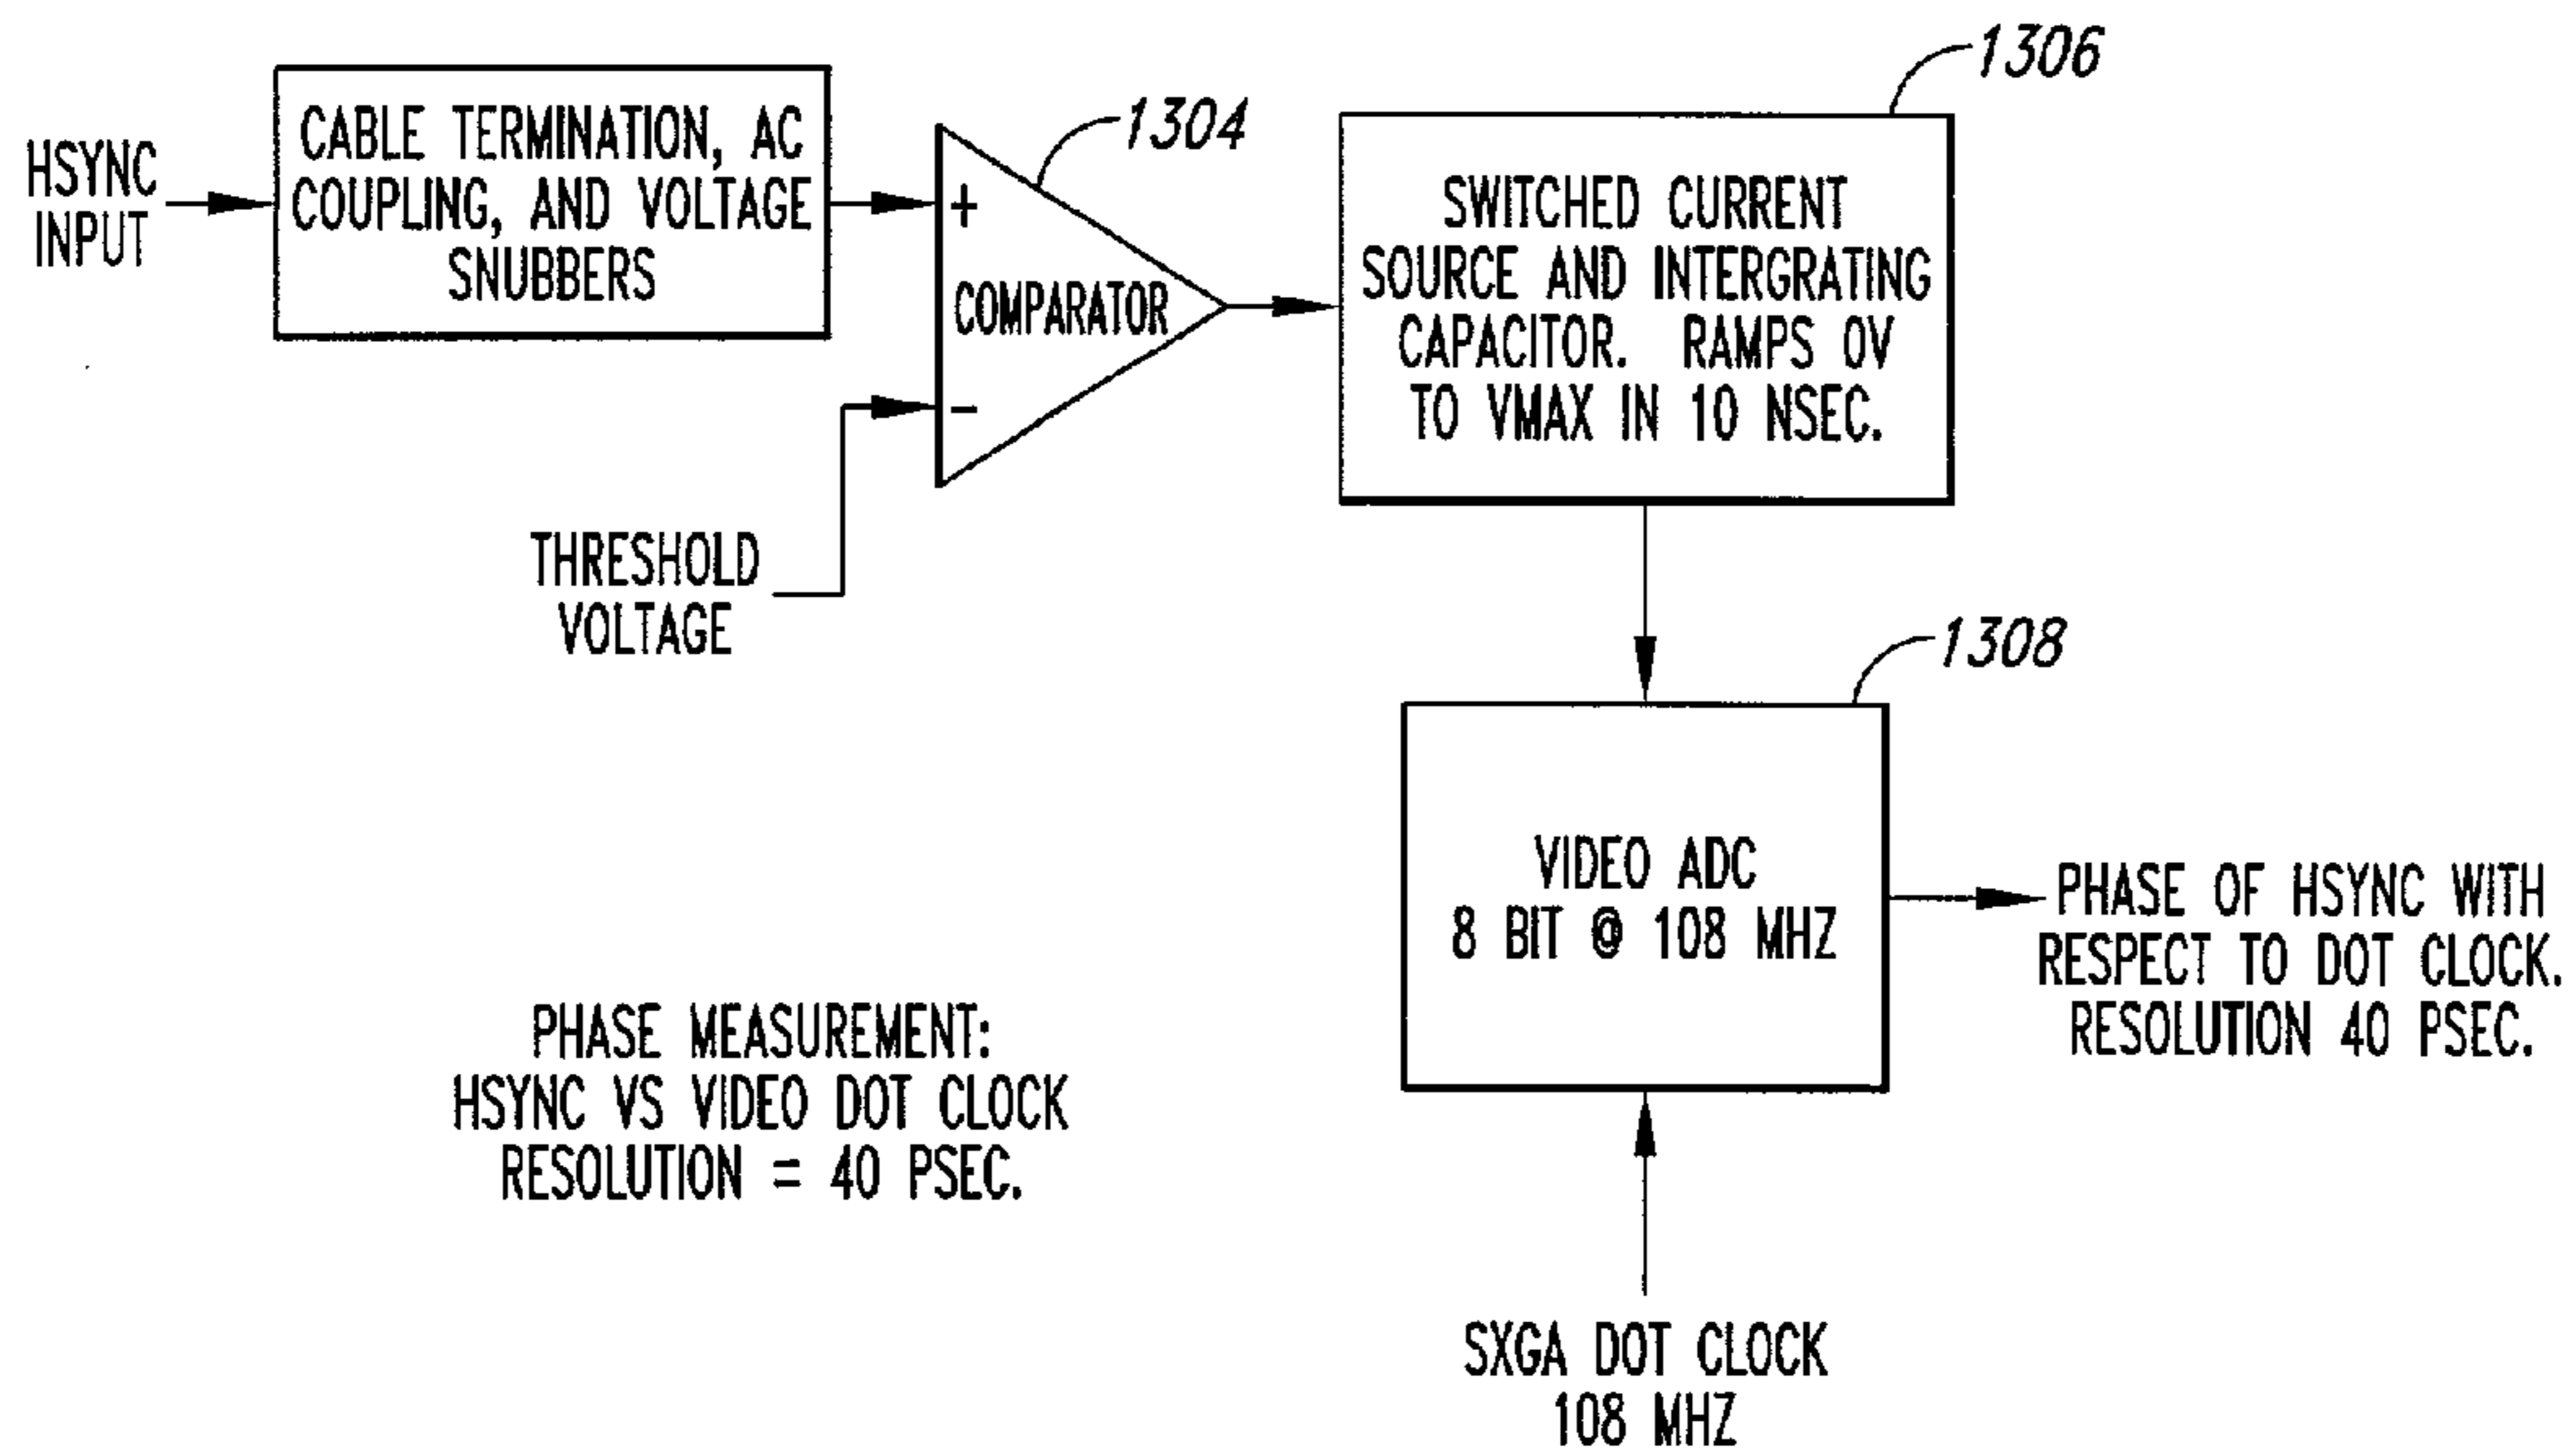 HSYNC
INPUT
CABLE TERMINATION, AC
COUPLING, AND VOLTAGE
SNUBBERS
1304
+
COMPARATOR
-
THRESHOLD
VOLTAGE
1306
SWITCHED CURRENT
SOURCE AND INTERGRATING
CAPACITOR. RAMPS 0V
TO VMAX IN 10 NSEC.
1308
VIDEO ADC
8 BIT @ 108 MHZ
PHASE OF HSYNC WITH
RESPECT TO DOT CLOCK.
RESOLUTION 40 PSEC.
PHASE MEASUREMENT:
HSYNC VS VIDEO DOT CLOCK
RESOLUTION = 40 PSEC.
SXGA DOT CLOCK
108 MHZ